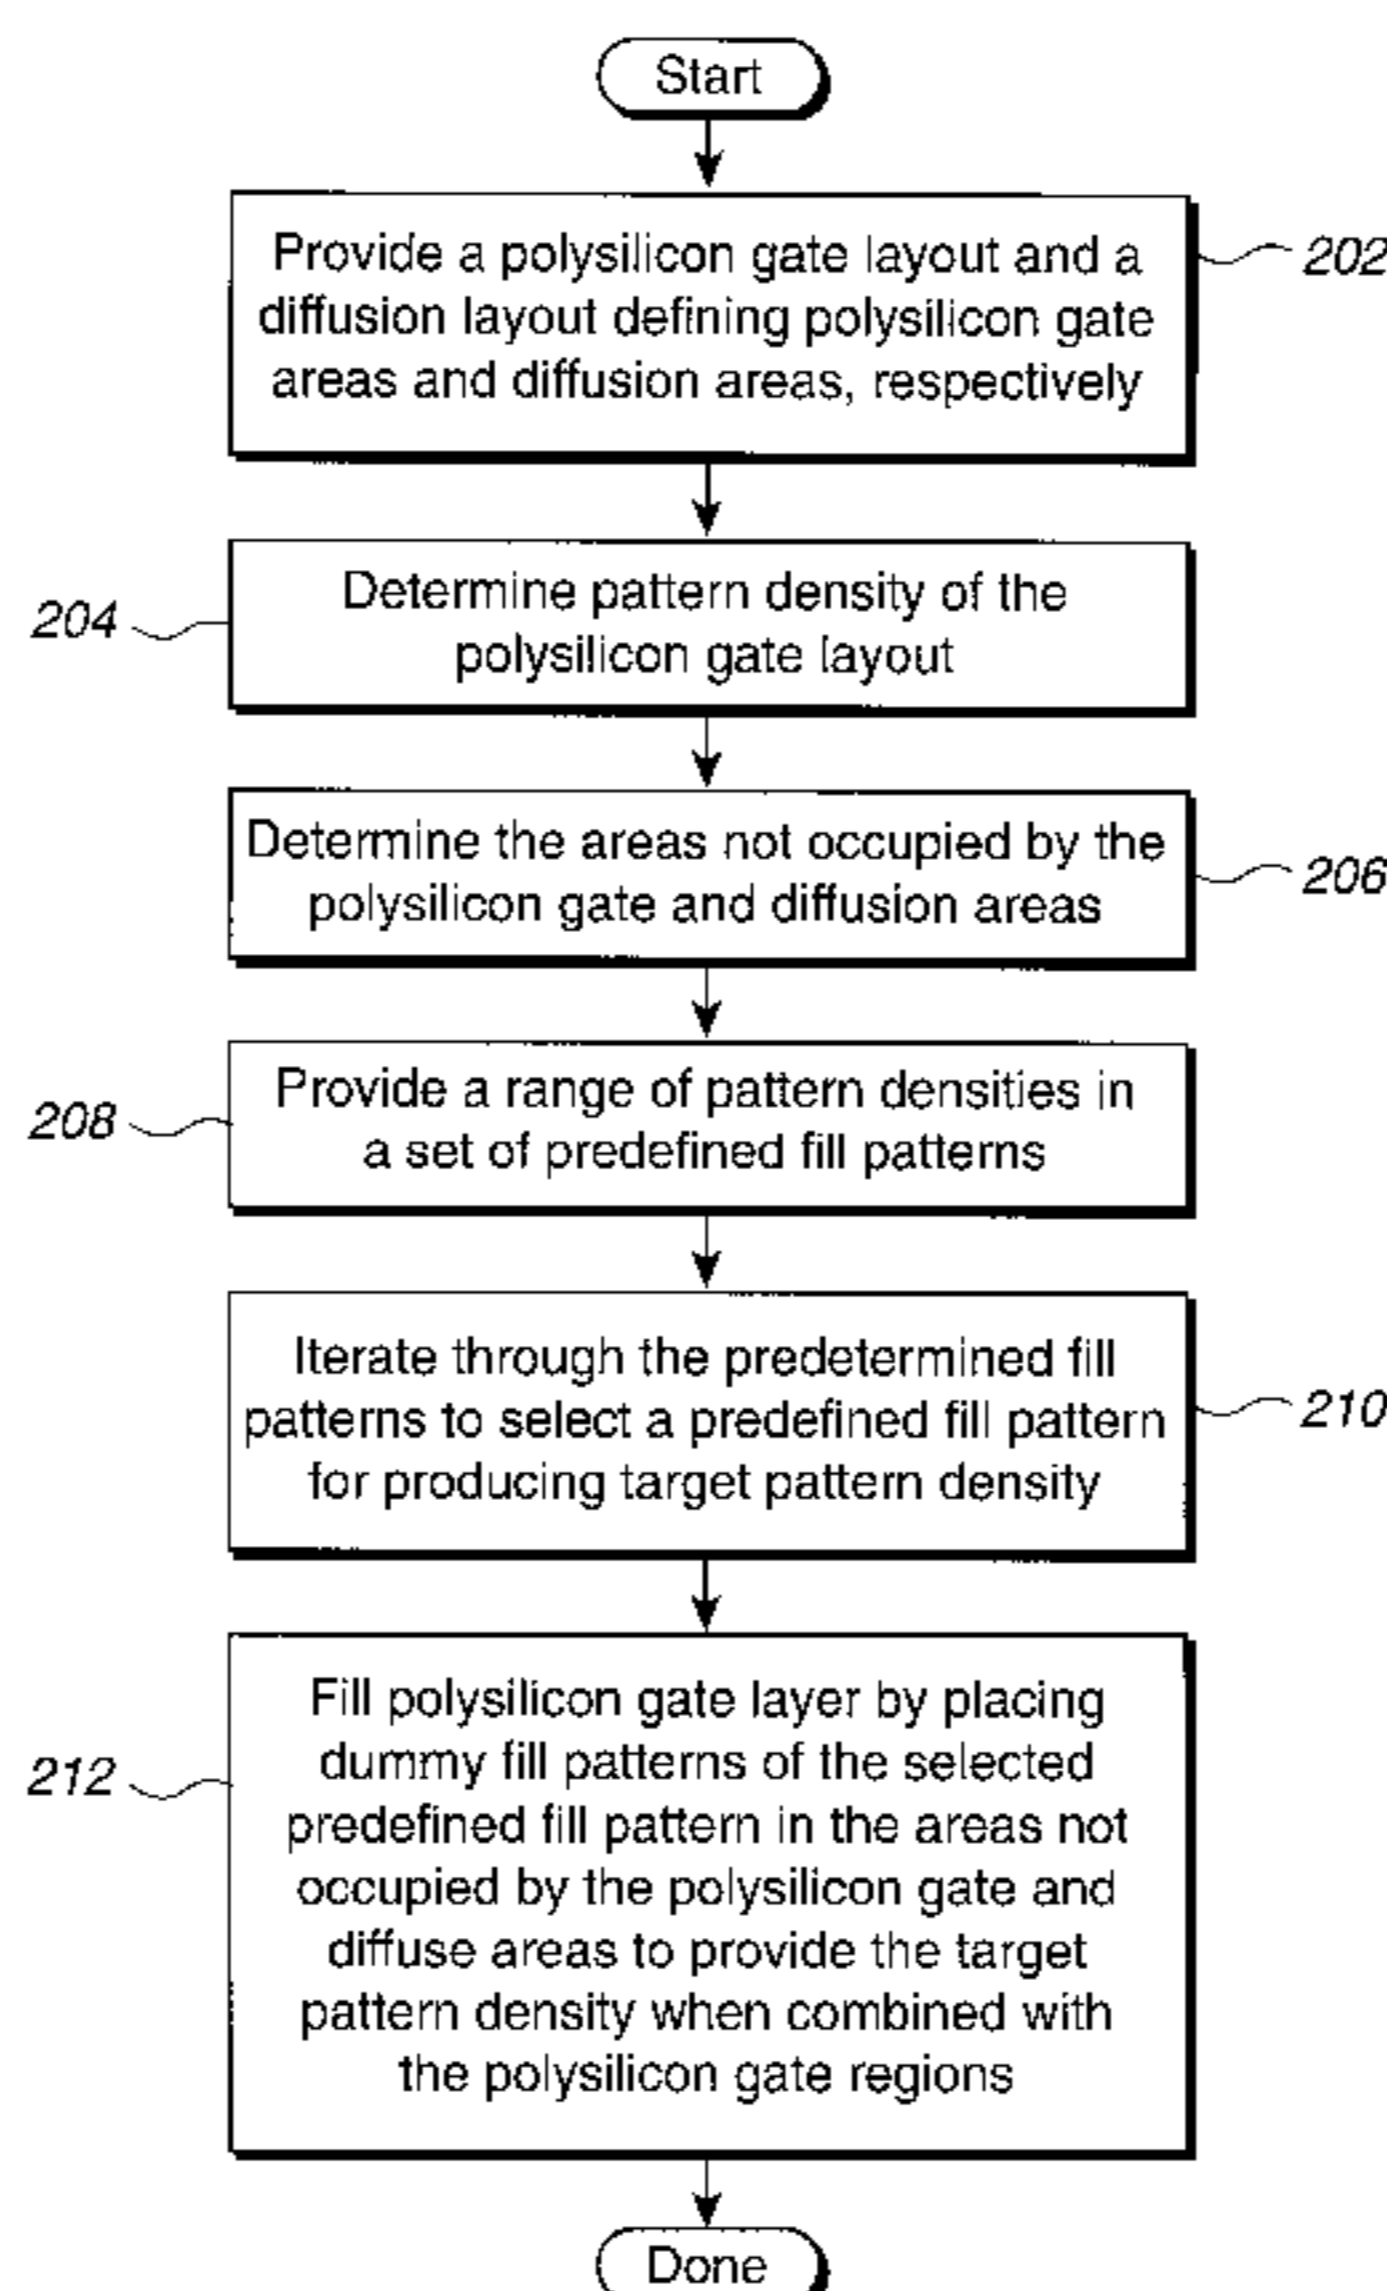 Start
Provide a polysilicon gate layout and a
diffusion layout defining polysilicon gate
areas and diffusion areas, respectively
202
Determine pattern density of the
polysilicon gate layout
204
Determine the areas not occupied by the
polysilicon gate and diffusion areas
206
Provide a range of pattern densities in
a set of predefined fill patterns
208
Iterate through the predetermined fill
patterns to select a predefined fill pattern
for producing target pattern density
210
Fill polysilicon gate layer by placing
dummy fill patterns of the selected
predefined fill pattern in the areas not
occupied by the polysilicon gate and
diffuse areas to provide the target
pattern density when combined with
the polysilicon gate regions
212
Done